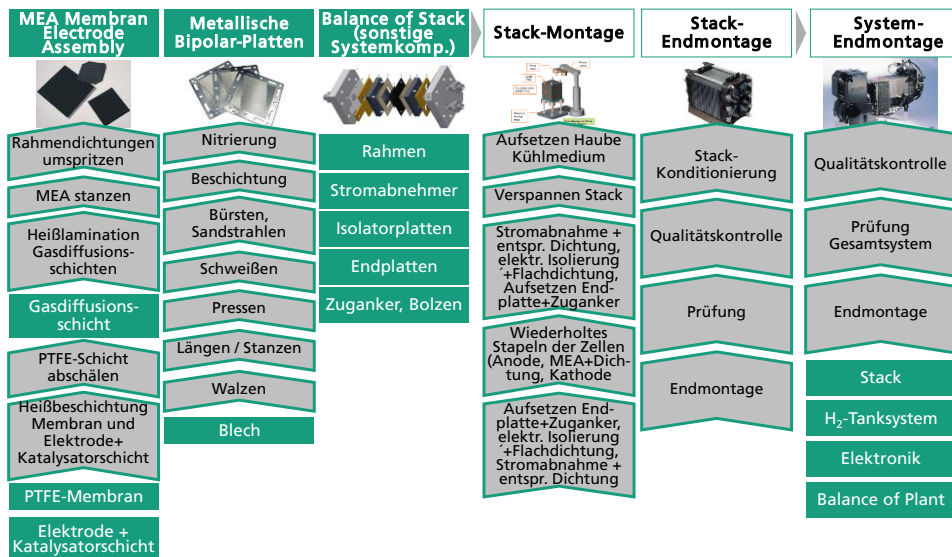 MEA Membran
Electrode
Assembly
Rahmendichtungen
umspritzen
MEA stanzen
Heißlamination
Gasdiffusions-
schichten
Gasdiffusions-
schicht
PTFE-Schicht
abschälen
Heißbeschichtung
Membran und
Elektrode+
Katalysatorschicht
PTFE-Membran
Elektrode +
Katalysatorschicht
Metallische
Bipolar-Platten
Nitrierung
Beschichtung
Bürsten,
Sandstrahlen
Schweißen
Pressen
Längen / Stanzen
Walzen
Blech
Balance of Stack
(sonstige
Systemkomp.)
Rahmen
Stromabnehmer
Isolatorplatten
Endplatten
Zuganker, Bolzen
Stack-Montage
Aufsetzen Haube
Kühlmedium
Verspannen Stack
Stromabnahme +
entspr. Dichtung,
elektr. Isolierung
´+Flachdichtung,
Aufsetzen End-
platte+Zuganker
Wiederholtes
Stapeln der Zellen
(Anode, MEA+Dich-
tung, Kathode
Aufsetzen End-
platte+Zuganker,
elektr. Isolierung
´+Flachdichtung,
Stromabnahme +
entspr. Dichtung
Stack-
Endmontage
Stack-
Konditionierung
Qualitätskontrolle
Prüfung
Endmontage
System-
Endmontage
Qualitätskontrolle
Prüfung
Gesamtsystem
Endmontage
Stack
H₂-Tanksystem
Elektronik
Balance of Plant